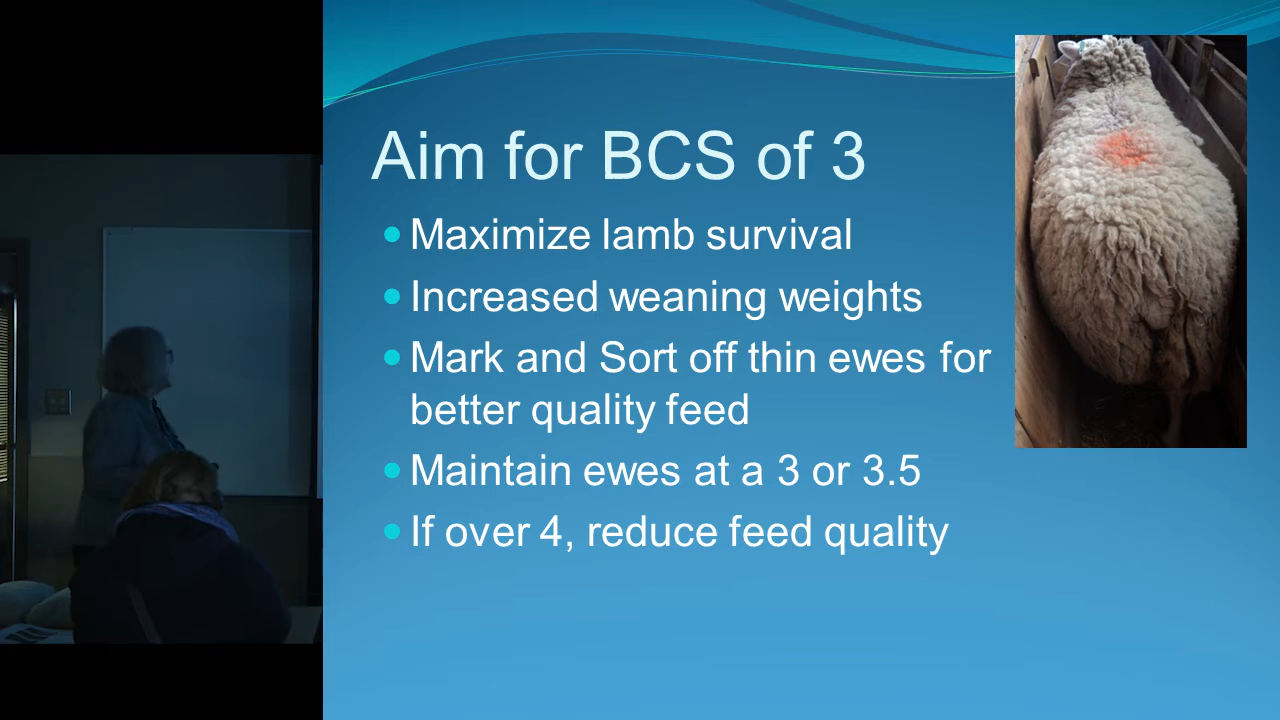 Aim for BCS of 3
Maximize lamb survival
Increased weaning weights
Mark and Sort off thin ewes for
better quality feed
Maintain ewes at a 3 or 3.5
If over 4, reduce feed quality